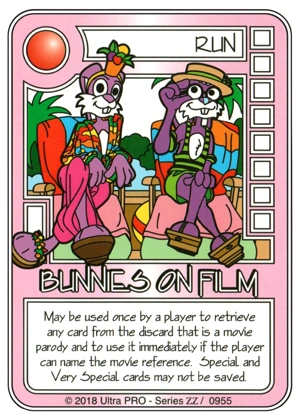 RUN
BUNNIES ON FILM
May be used once by a player to retrieve
any card from the discard that is a movie
parody and to use it immediately if the player
can name the movie reference. Special and
Very Special cards may not be saved.
© 2018 Ultra PRO - Series ZZ / 0955